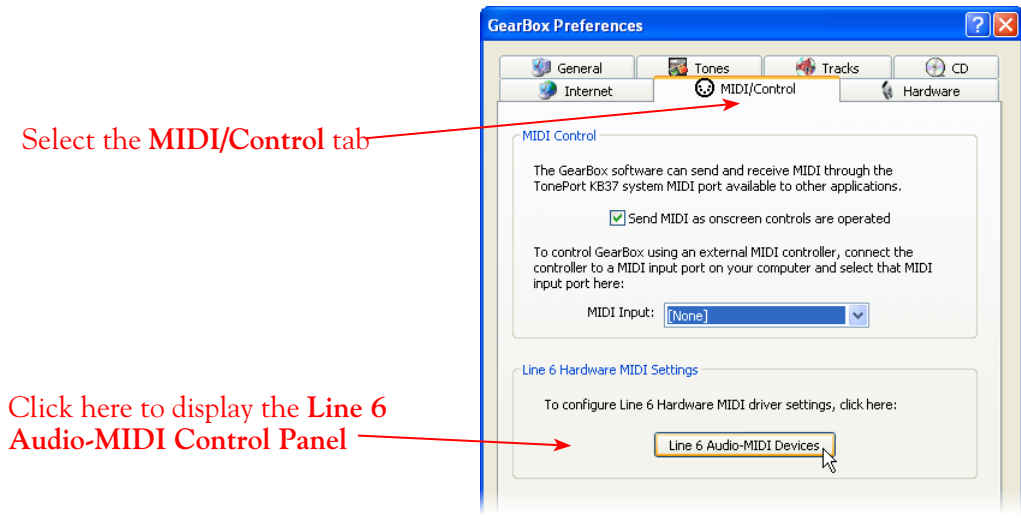 GearBox Preferences
General
Tones
Tracks
CD
Internet
MIDI/Control
Hardware
Select the MIDI/Control tab
MIDI Control
The GearBox software can send and receive MIDI through the
TonePort KB37 system MIDI port available to other applications.
Send MIDI as onscreen controls are operated
To control GearBox using an external MIDI controller, connect the
controller to a MIDI input port on your computer and select that MIDI
input port here:
MIDI Input:
[None]
Line 6 Hardware MIDI Settings
Click here to display the Line 6
Audio-MIDI Control Panel
To configure Line 6 Hardware MIDI driver settings, click here:
Line 6 Audio-MIDI Devices